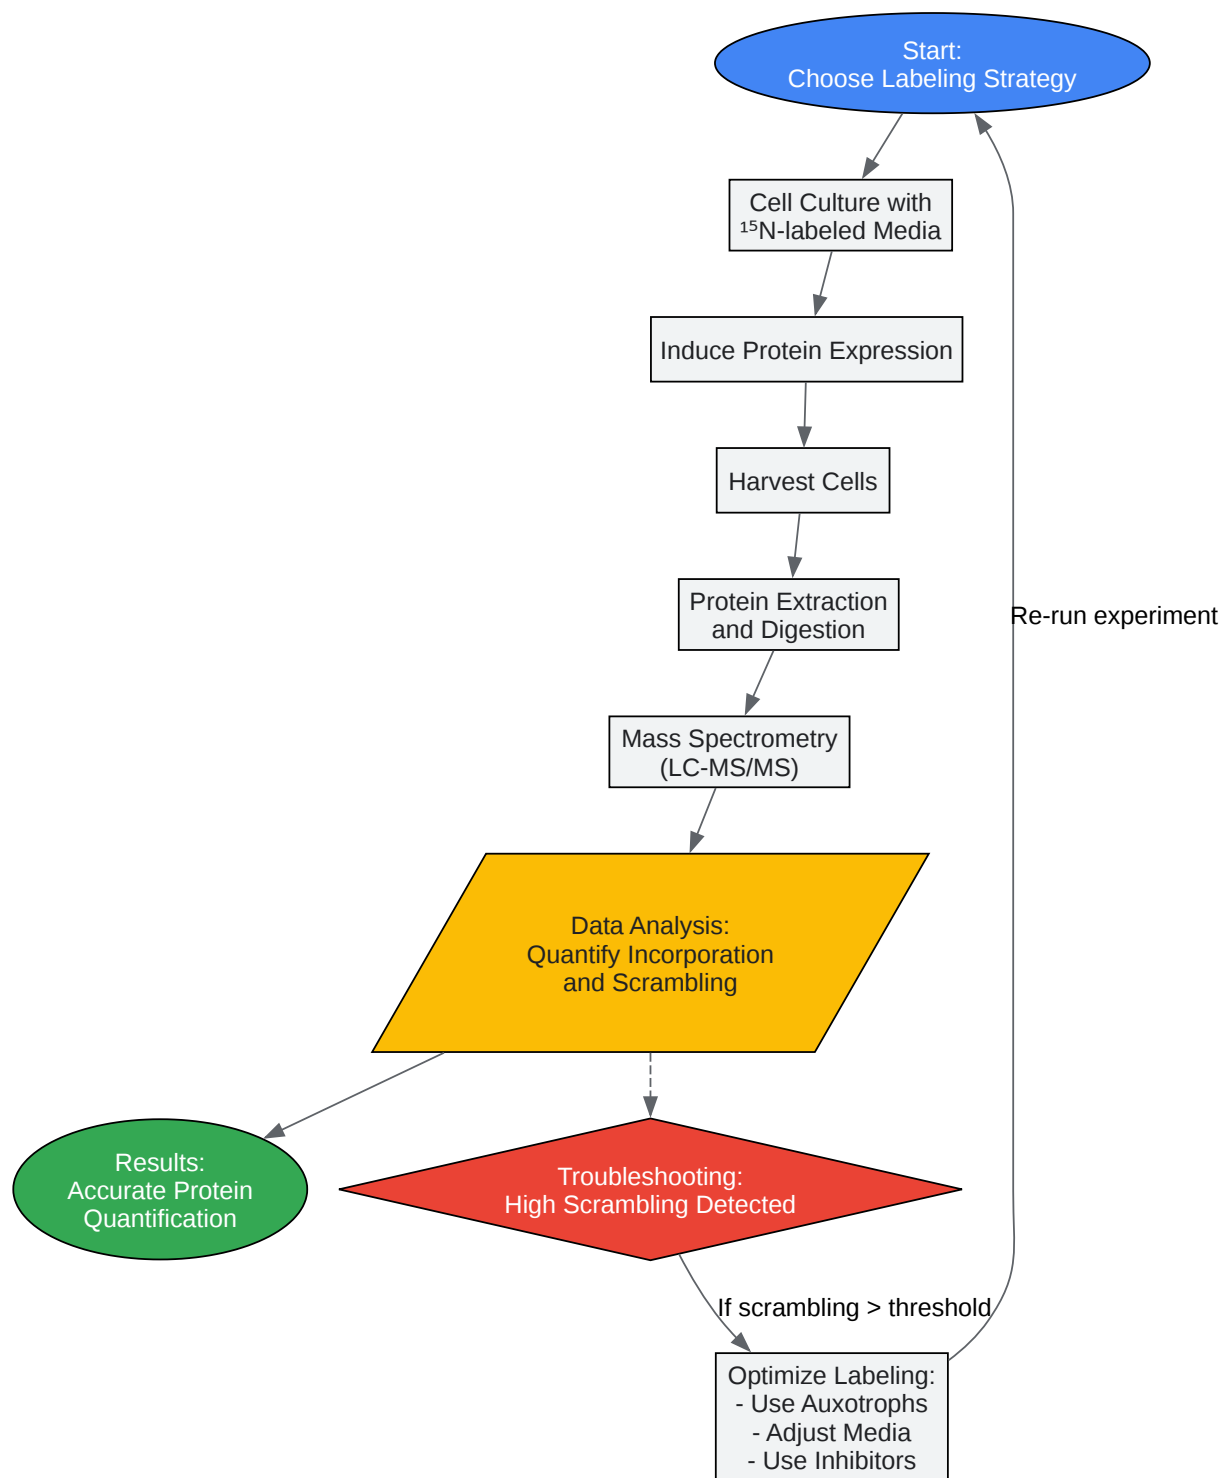 Start:
Choose Labeling Strategy
Cell Culture with
¹⁵N-labeled Media
Induce Protein Expression
Harvest Cells
Protein Extraction
and Digestion
Re-run experiment
Mass Spectrometry
(LC-MS/MS)
Data Analysis:
Quantify Incorporation
and Scrambling
Results:
Accurate Protein
Quantification
Troubleshooting:
High Scrambling Detected
If scrambling > threshold
Optimize Labeling:
- Use Auxotrophs
- Adjust Media
- Use Inhibitors